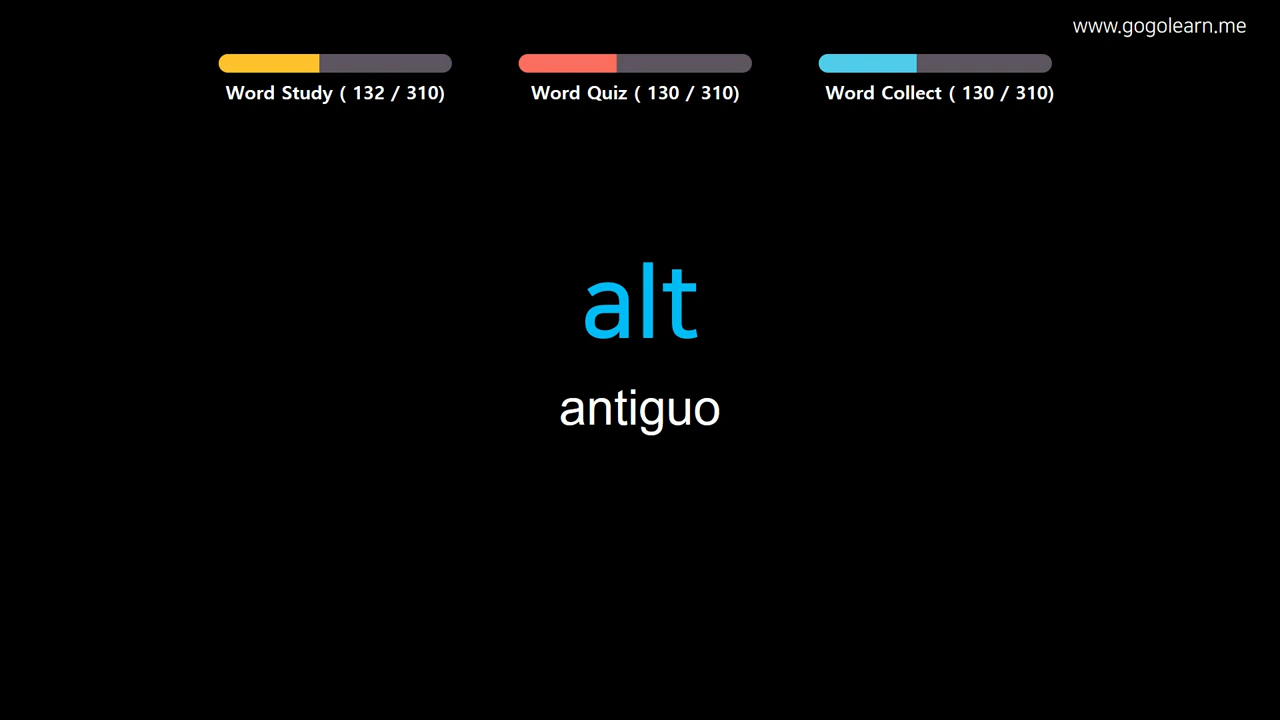 www.gogolearn.me
Word Study ( 132 / 310)
Word Quiz ( 130 / 310)
Word Collect ( 130 / 310)
alt
antiguo